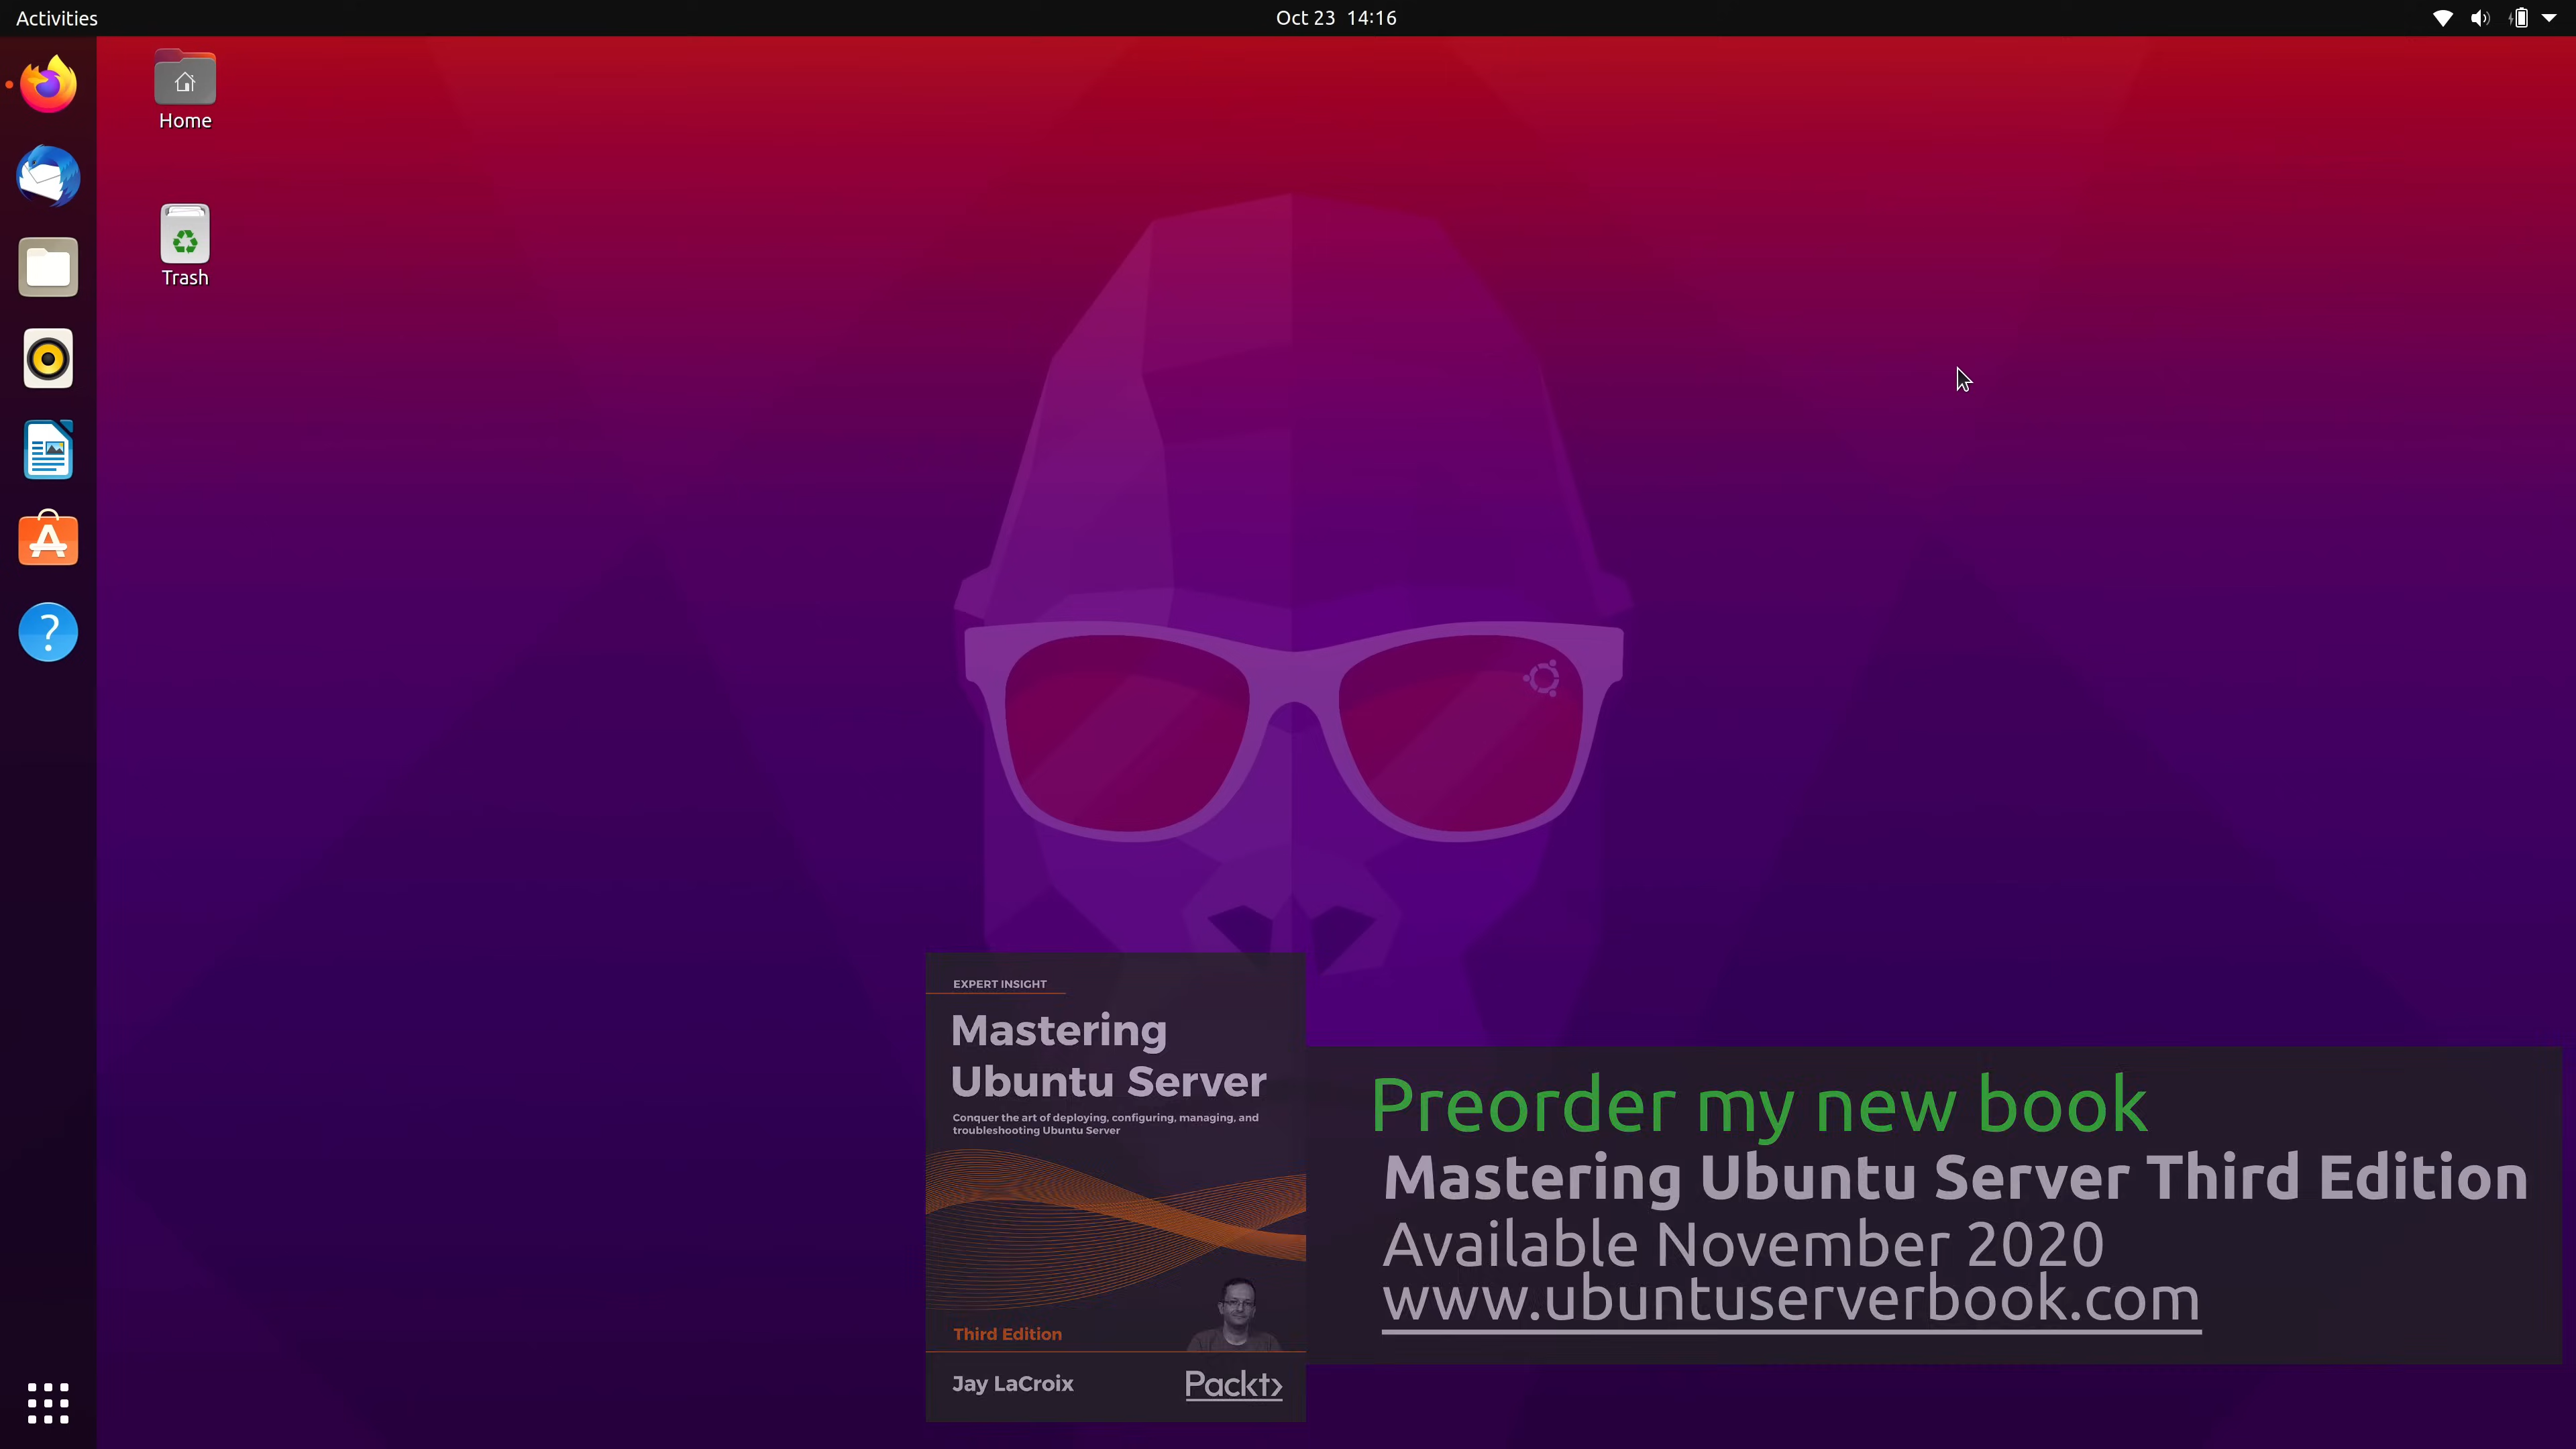 Activities
Oct 23 14:16
Home
Trash
EXPERT INSIGHT
Mastering
Ubuntu Server
Conquer the art of deploying, configuring, managing, and
troubleshooting Ubuntu Server
Third Edition
Jay LaCroix
Packt>
Preorder my new book
Mastering Ubuntu Server Third Edition
Available November 2020
www.ubuntuserverbook.com